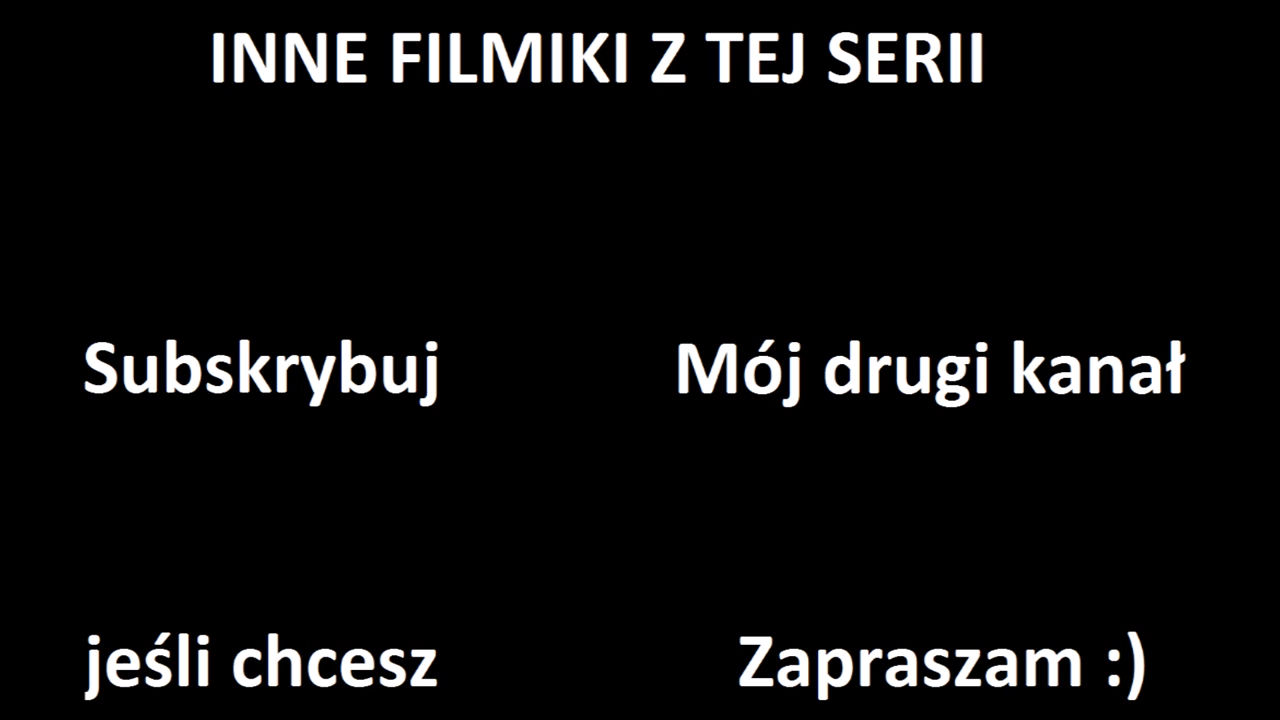 INNE FILMIKI Z TEJ SERII
Subskrybuj
Mój drugi kanał
jeśli chcesz
Zapraszam :)